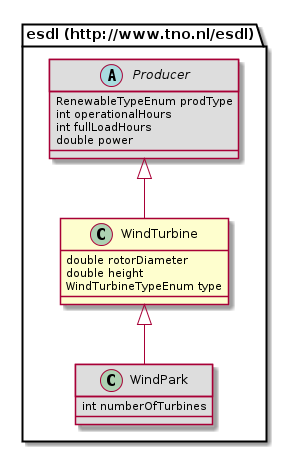 esdl (http://www.tno.nl/esdl)
A Producer
RenewableTypeEnum prodType
int operationalHours
int fullLoadHours
double power
C WindTurbine
double rotorDiameter
double height
WindTurbineTypeEnum type
C WindPark
int numberOfTurbines